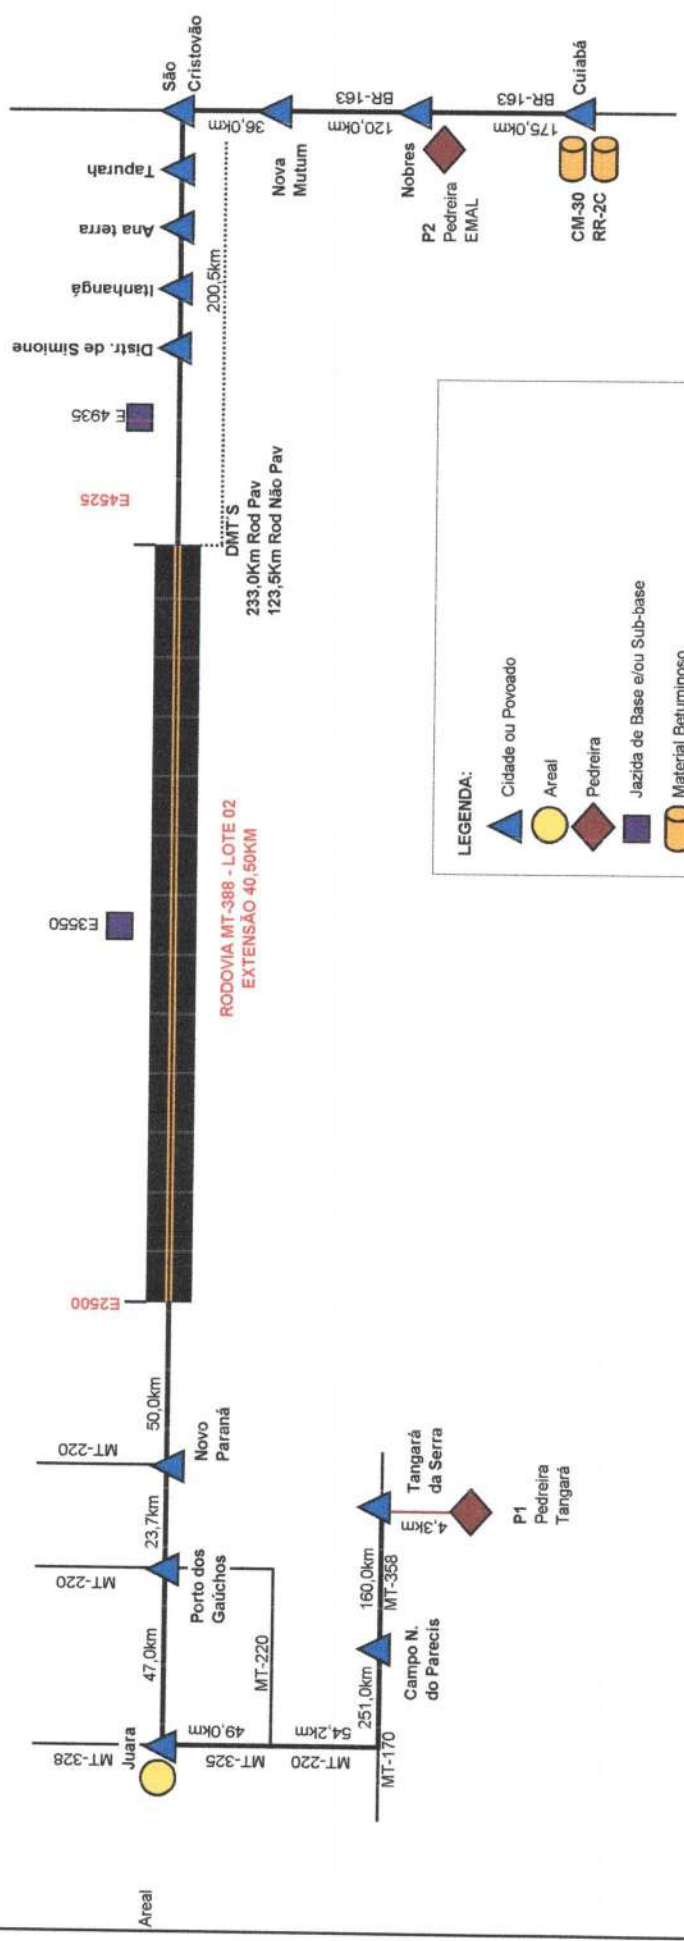 Areal
MT-328
Juara
47,0km
MT-220
Porto dos
Gaúchos
23,7km
MT-220
Novo
Paraná
50,0km
E2500
49,0km
MT-325
MT-220
MT-220
54,2km
MT-170
251,0km
Campo N.
do Parecis
160,0km
MT-358
Tangará
da Serra
4,3km
P1
Pedreira
Tangará
E3550
RODOVIA MT-388 - LOTE 02
EXTENSÃO 40,50KM
E4525
E 4935
DMT´S
233,0Km Rod Pav
123,5Km Rod Não Pav
200,5km
Distr. de Simione
Itanhangá
Ana terra
Tapurah
São
Cristovão
36,0km
Nova
Mutum
120,0km
BR-163
Nobres
P2
Pedreira
EMAL
175,0km
BR-163
Cuiabá
CM-30
RR-2C
LEGENDA:
Cidade ou Povoado
Areal
Pedreira
Jazida de Base e/ou Sub-base
Material Betuminoso